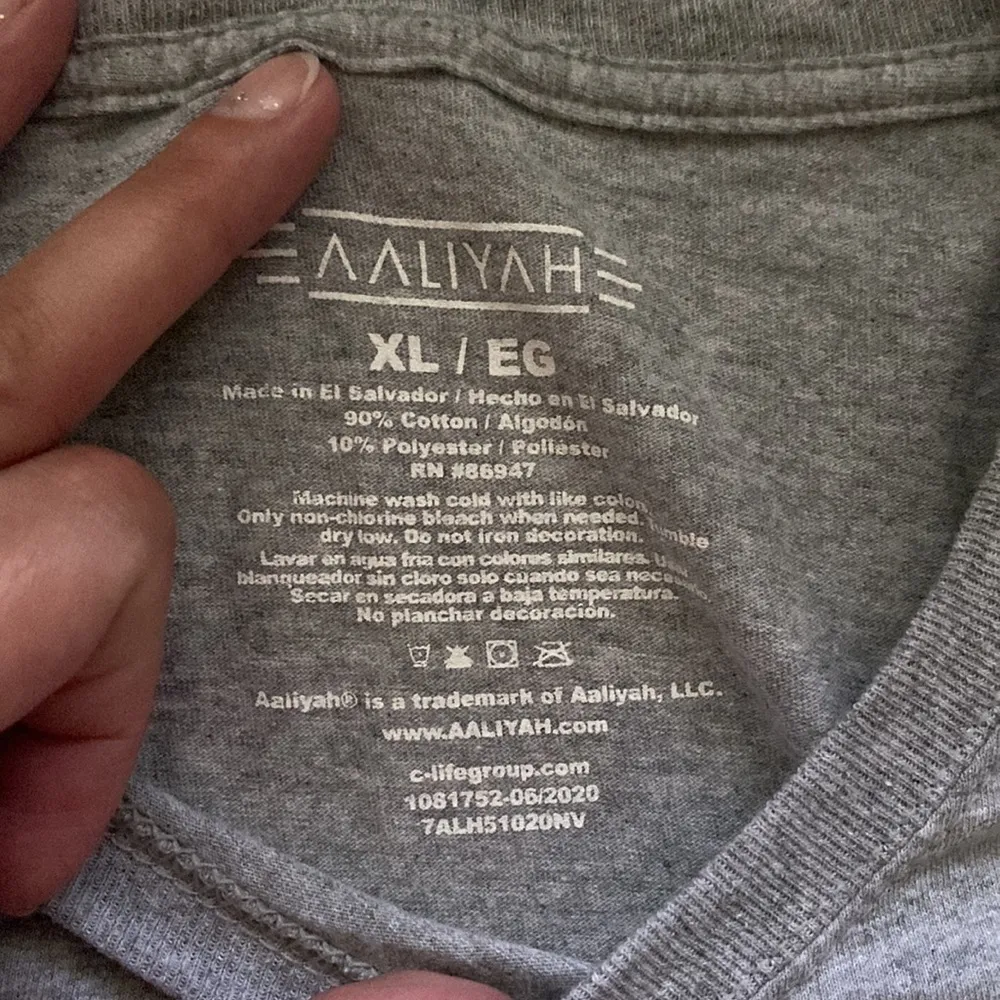 AALIYAH
XL / EG
Made in El Salvador / Hecho en El Salvador
90% Cotton / Algodón
10% Polyester / Poliéster
RN #86947
Machine wash cold with like
Only non-chlorine bleach when needed.
dry low. Do not iron decoration.
Lavar en agua fria con colores similares.
blanqueador sin cloro solo cuando sea
Secar en secadora a baja temperatura.
No planchar decoración.
Aaliyah® is a trademark of Aaliyah, LLC.
www.AALIYAH.com
c-lifegroup.com
1081752-06/2020
7ALH51020NV